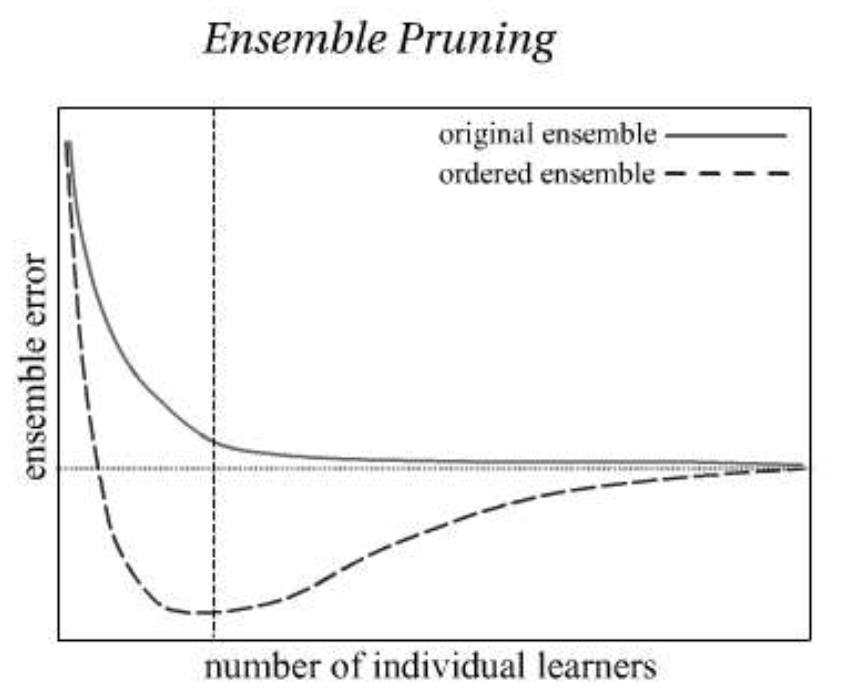 Ensemble Pruning
original ensemble
ordered ensemble
ensemble error
number of individual learners